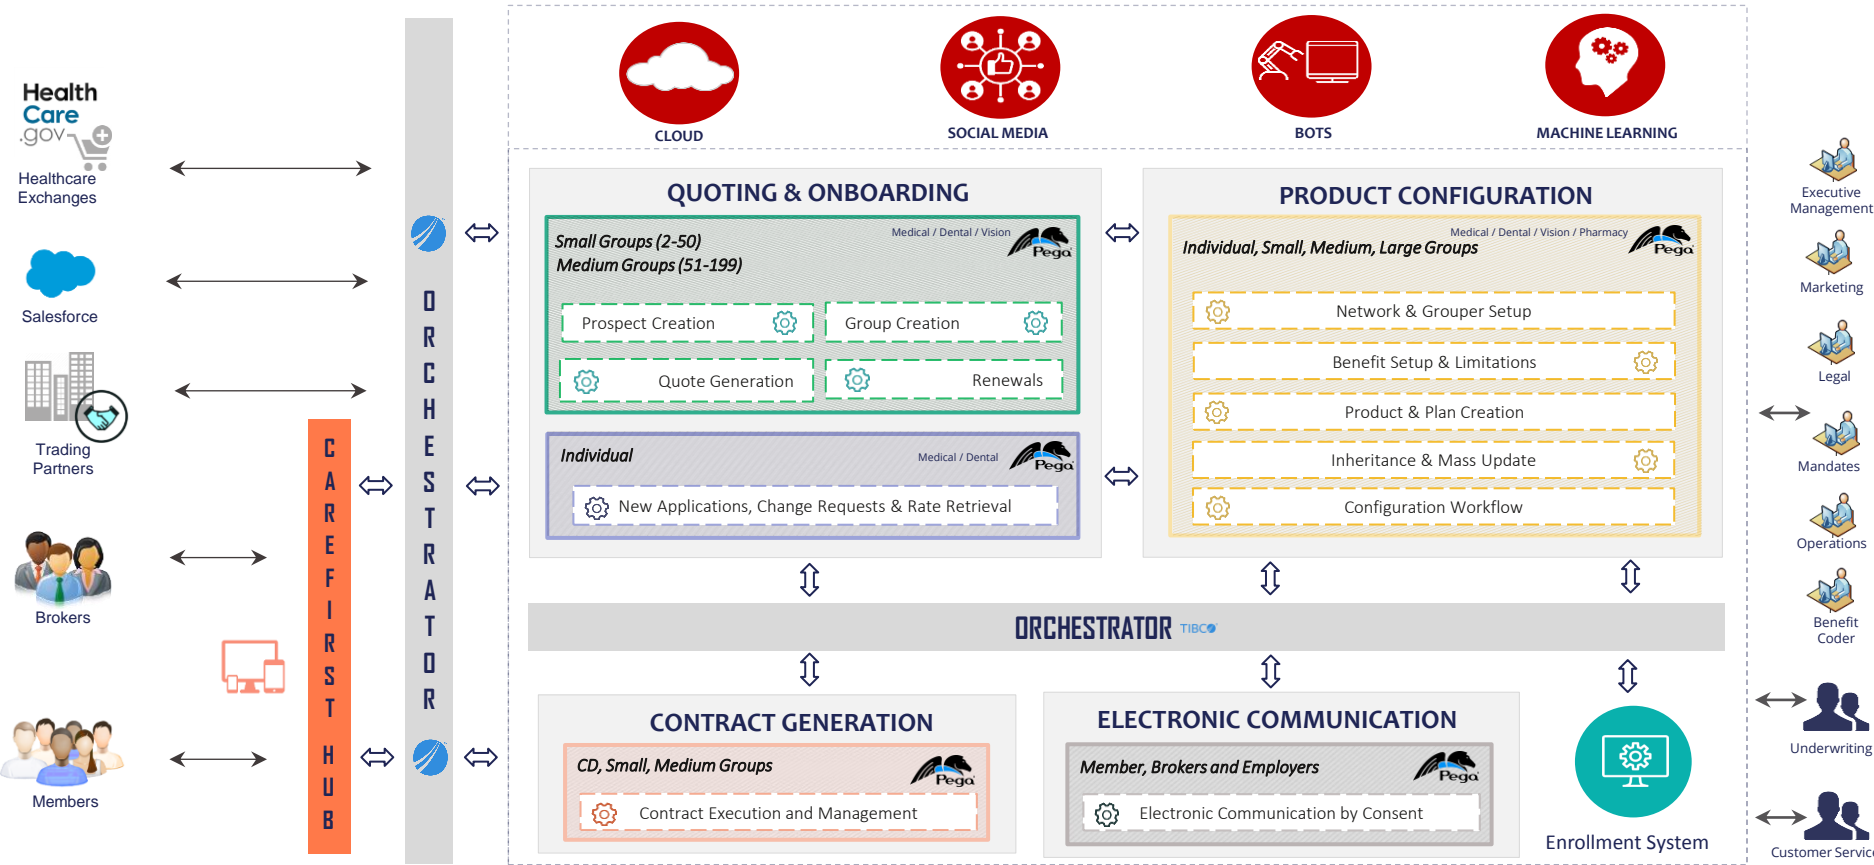 CLOUD
SOCIAL MEDIA
BOTS
MACHINE LEARNING
Health
Care
.gov
Healthcare
Exchanges
Salesforce
Trading
Partners
Brokers
Members
CAREFIRST HUB
ORCHESTRATOR
QUOTING & ONBOARDING
Small Groups (2-50)
Medium Groups (51-199)
Medical / Dental / Vision
Pega
Prospect Creation
Group Creation
Quote Generation
Renewals
Individual
Medical / Dental
Pega
New Applications, Change Requests & Rate Retrieval
PRODUCT CONFIGURATION
Medical / Dental / Vision / Pharmacy
Individual, Small, Medium, Large Groups
Pega
Network & Grouper Setup
Benefit Setup & Limitations
Product & Plan Creation
Inheritance & Mass Update
Configuration Workflow
ORCHESTRATOR TIBCO
CONTRACT GENERATION
CD, Small, Medium Groups
Pega
Contract Execution and Management
ELECTRONIC COMMUNICATION
Member, Brokers and Employers
Pega
Electronic Communication by Consent
Enrollment System
Executive
Management
Marketing
Legal
Mandates
Operations
Benefit
Coder
Underwriting
Customer Servic